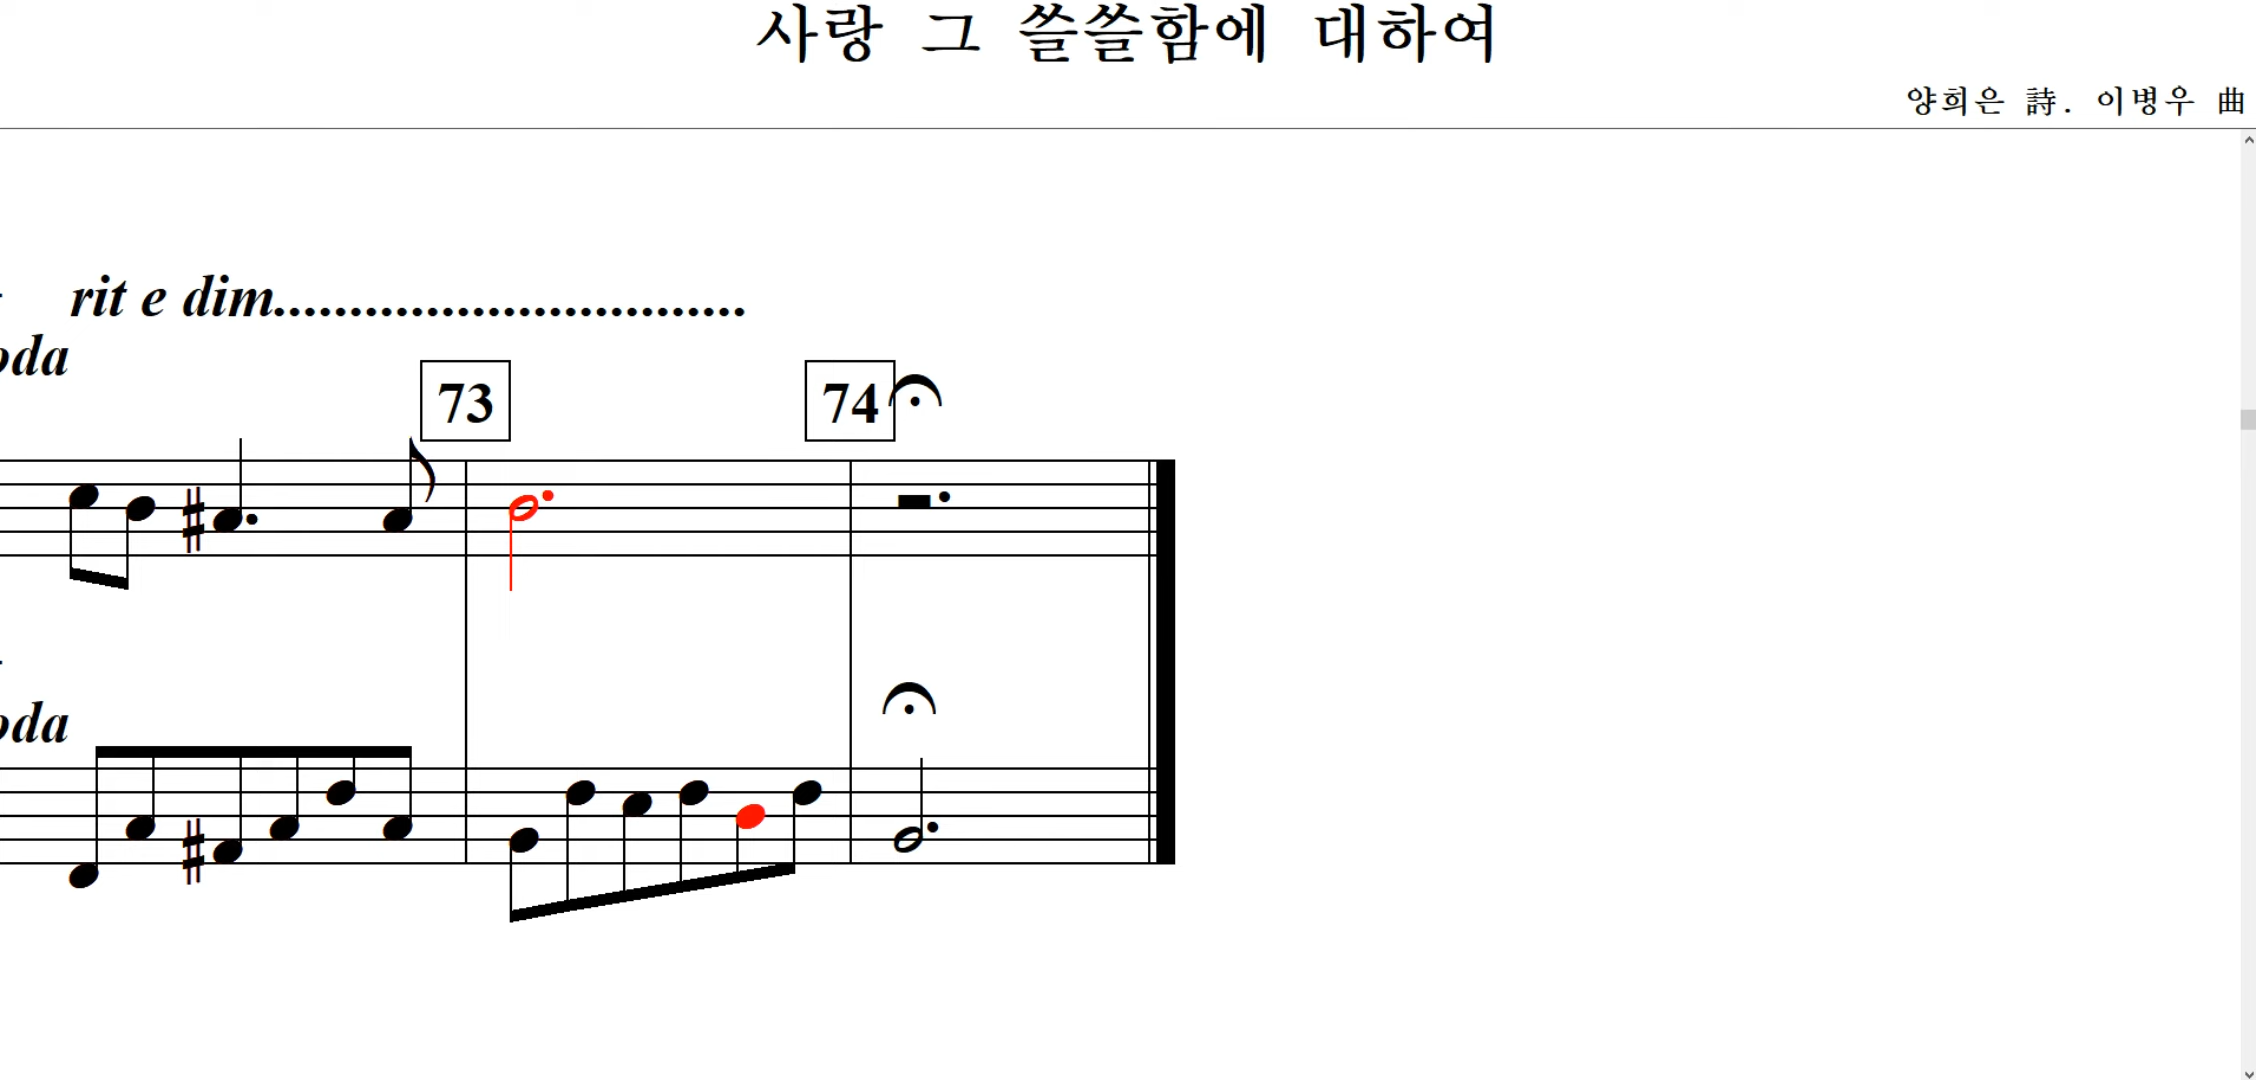 사랑 그 쓸쓸함에 대하여
양희은 詩. 이병우 曲
rit e dim...............................
oda
73
74
oda